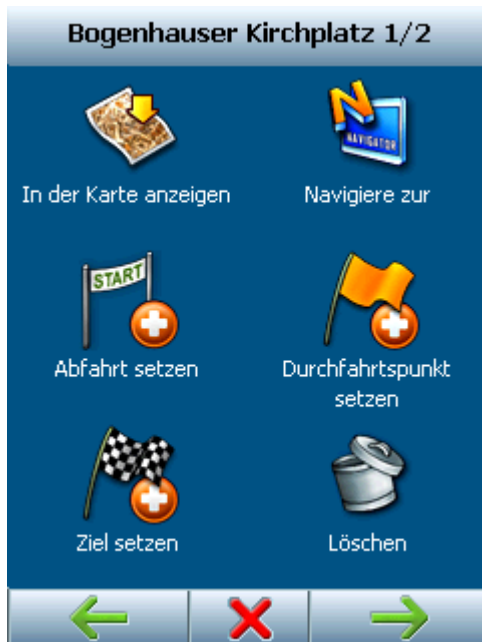 Bogenhauser Kirchplatz 1/2
NAVIGATOR
In der Karte anzeigen
Navigiere zur
START
Abfahrt setzen
Durchfahrtspunkt
setzen
Ziel setzen
Löschen